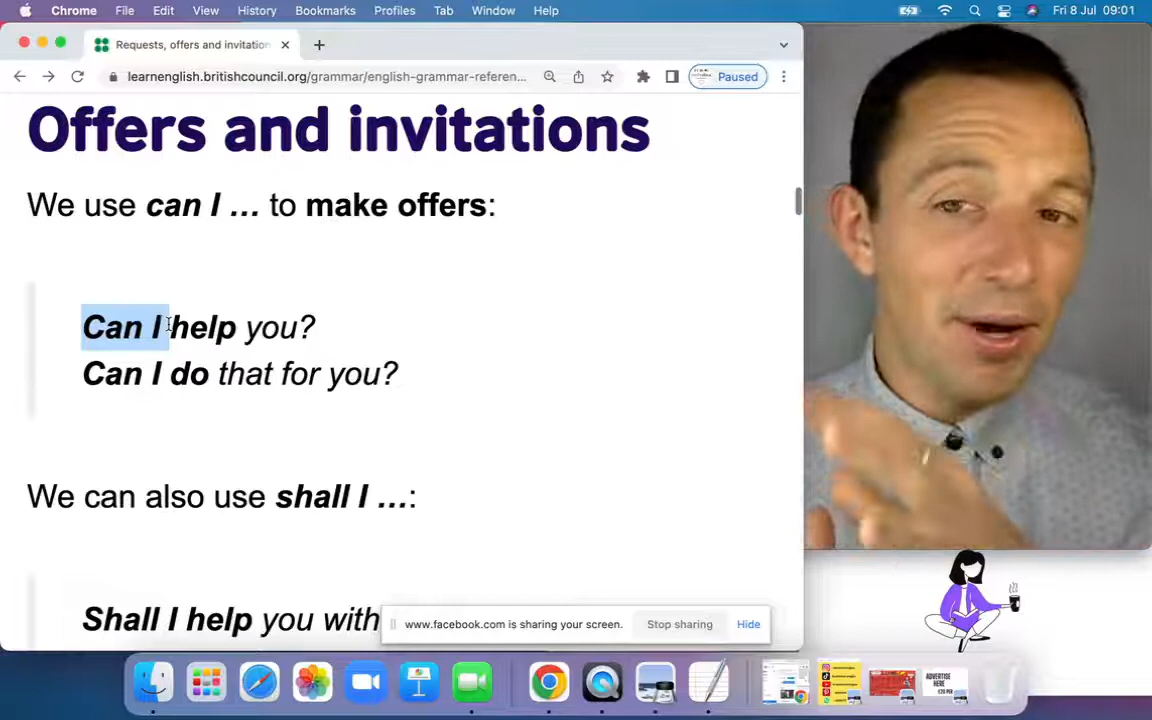 Chrome File Edit View History Bookmarks Profiles Tab Window Help Fri 8 Jul 09:01
Requests, offers and invitation
learnenglish.britishcouncil.org/grammar/english-grammar-referen... Paused
Offers and invitations
We use can I … to make offers:
Can I help you?
Can I do that for you?
We can also use shall I …:
Shall I help you with
www.facebook.com is sharing your screen. Stop sharing Hide
ADVERTISE
HERE